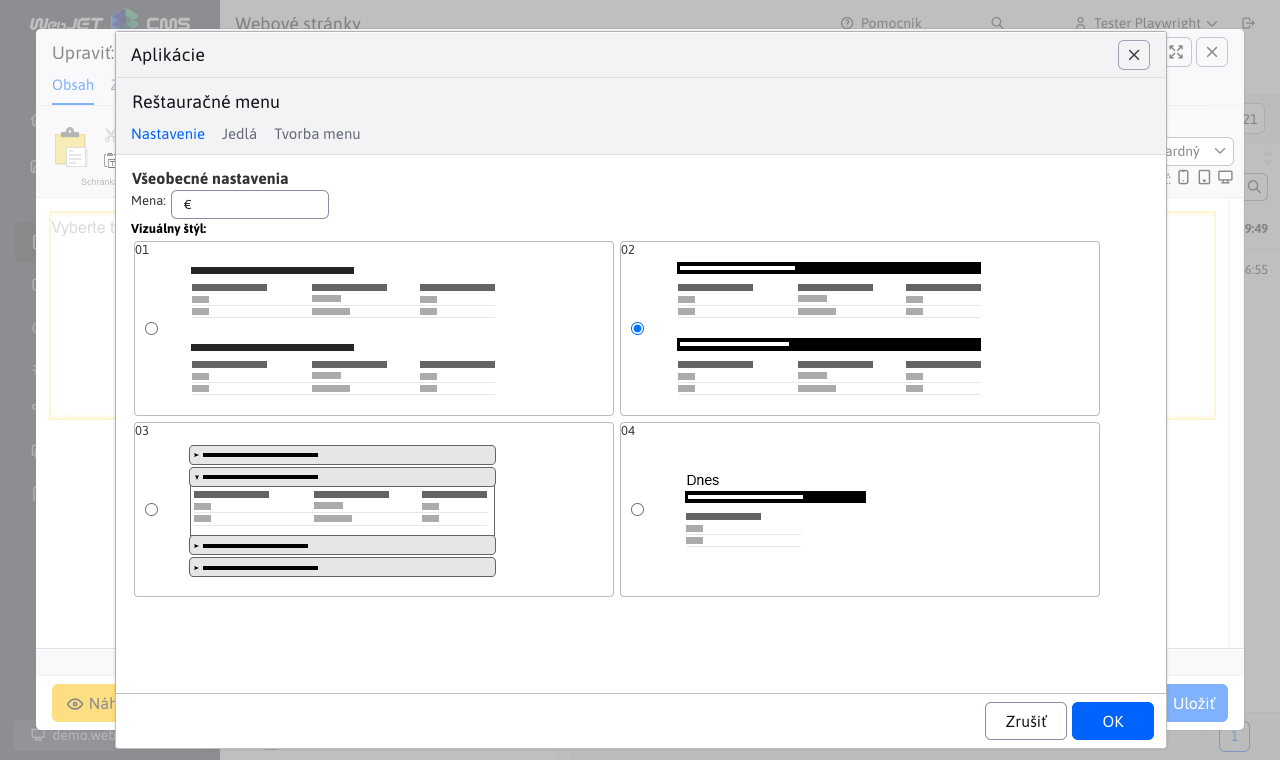 WebJET CMS
Webové stránky
Pomocník
Tester Playwright
Upraviť:
Aplikácie
Obsah
Reštauračné menu
Nastavenie
Jedlá
Tvorba menu
21
ardný
Schránka
Všeobecné nastavenia
Mena: €
Vizuálny štýl:
Vyberte t
9:49
6:55
01
02
03
04
Dnes
Náh
Zrušiť
OK
Uložiť
demo.web
1